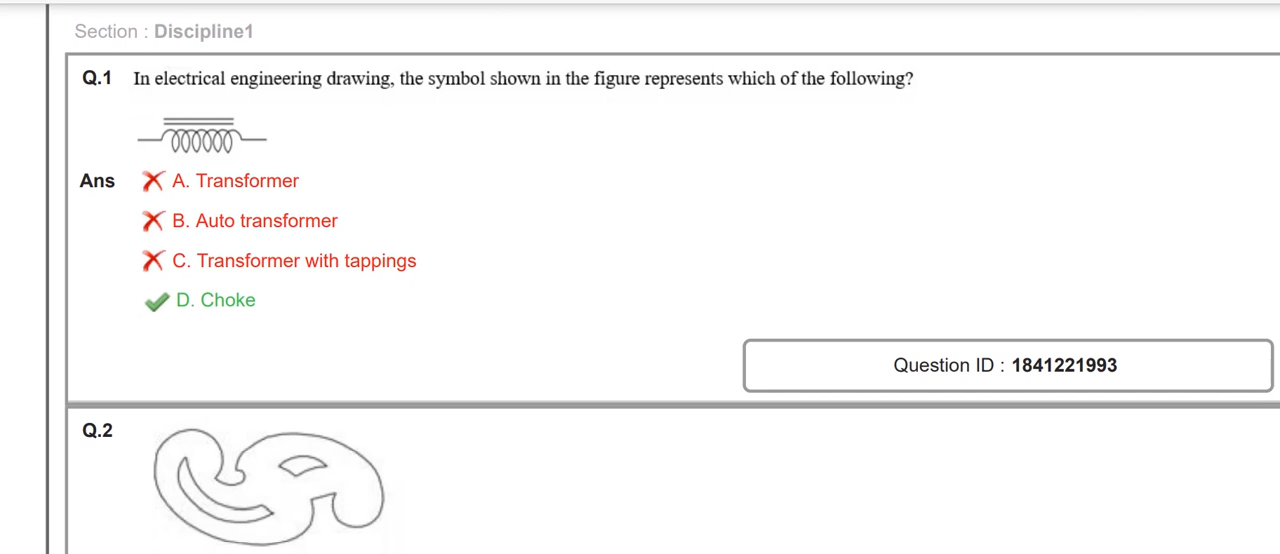 Section : Discipline1
Q.1 In electrical engineering drawing, the symbol shown in the figure represents which of the following?
Ans A. Transformer
B. Auto transformer
C. Transformer with tappings
D. Choke
Question ID : 1841221993
Q.2